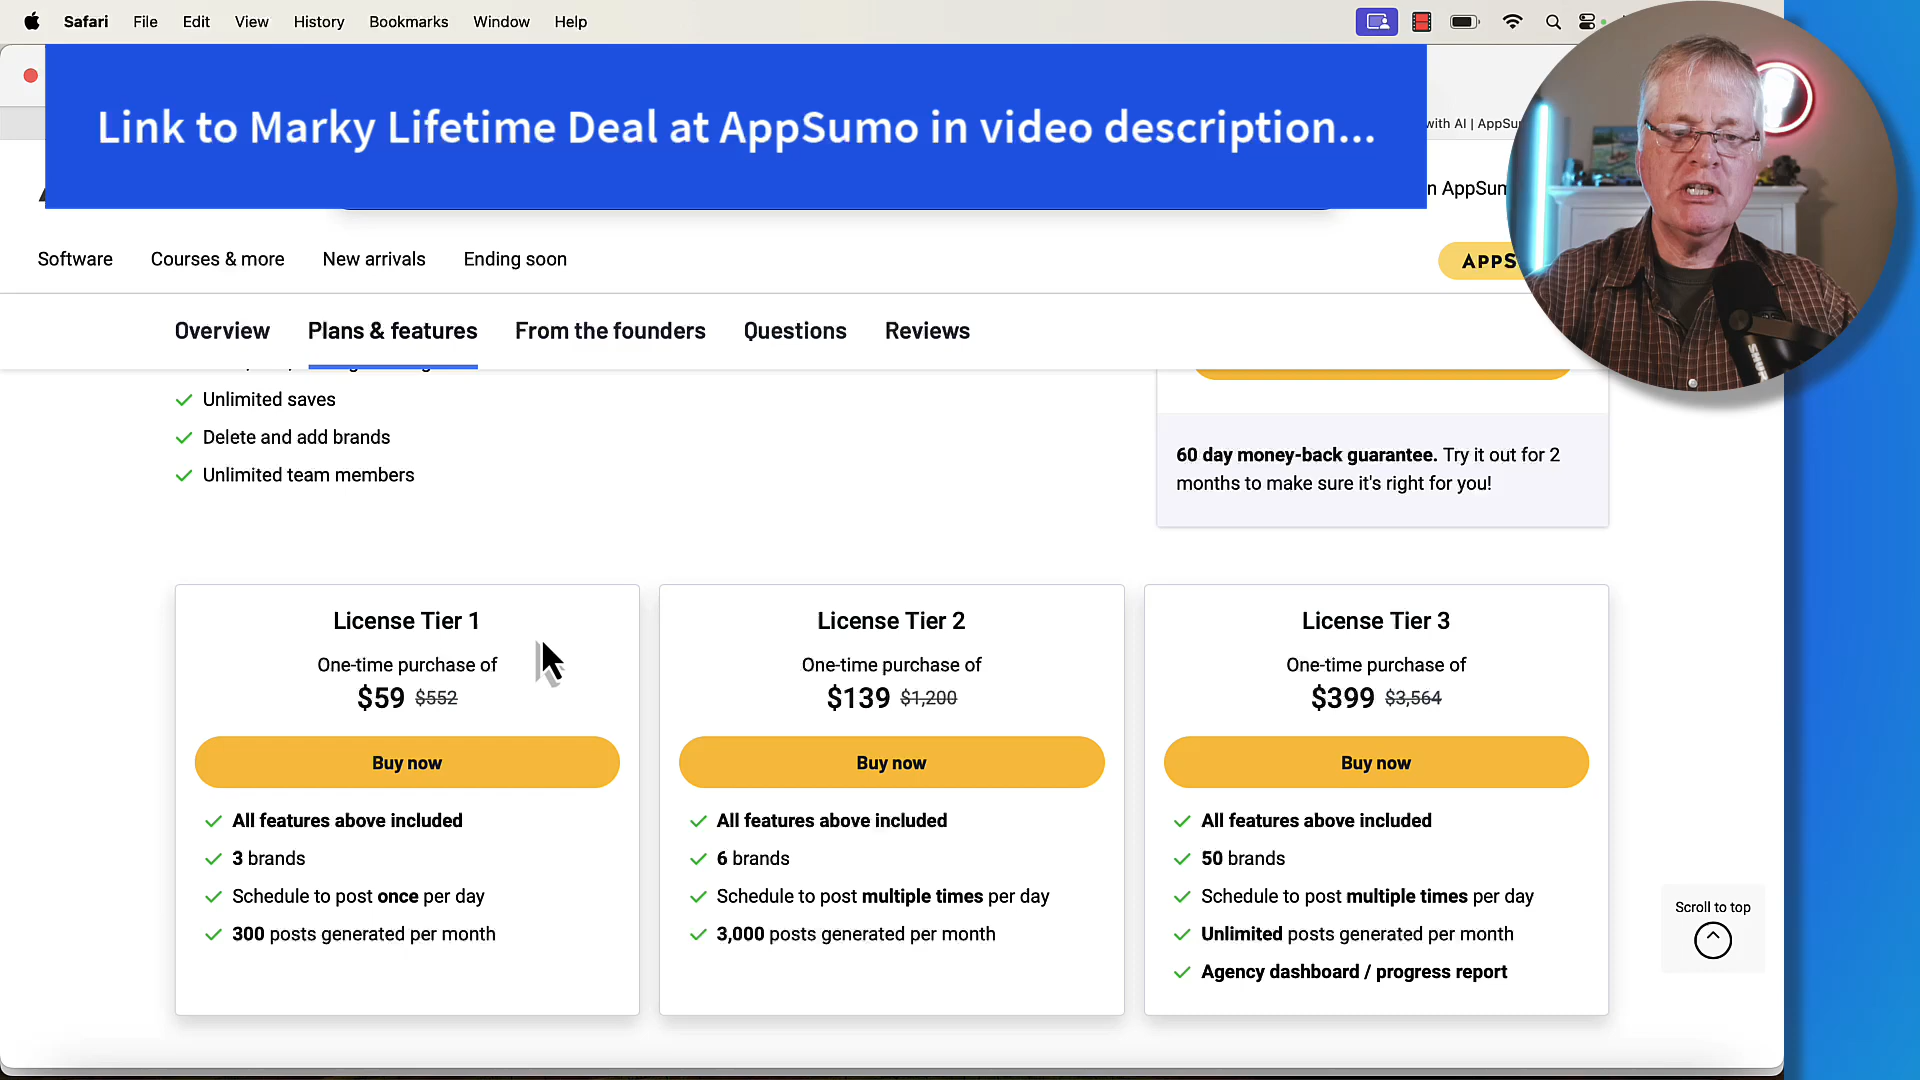 Safari File Edit View History Bookmarks Window Help
Link to Marky Lifetime Deal at AppSumo in video description...
with AI | AppSu
n AppSum
Software Courses & more New arrivals Ending soon
APPS
Overview Plans & features From the founders Questions Reviews
Unlimited saves
Delete and add brands
Unlimited team members
60 day money-back guarantee. Try it out for 2
months to make sure it's right for you!
License Tier 1
One-time purchase of
$59 $552
Buy now
All features above included
3 brands
Schedule to post once per day
300 posts generated per month
License Tier 2
One-time purchase of
$139 $1,200
Buy now
All features above included
6 brands
Schedule to post multiple times per day
3,000 posts generated per month
License Tier 3
One-time purchase of
$399 $3,564
Buy now
All features above included
50 brands
Schedule to post multiple times per day
Unlimited posts generated per month
Agency dashboard / progress report
Scroll to top
SHUR